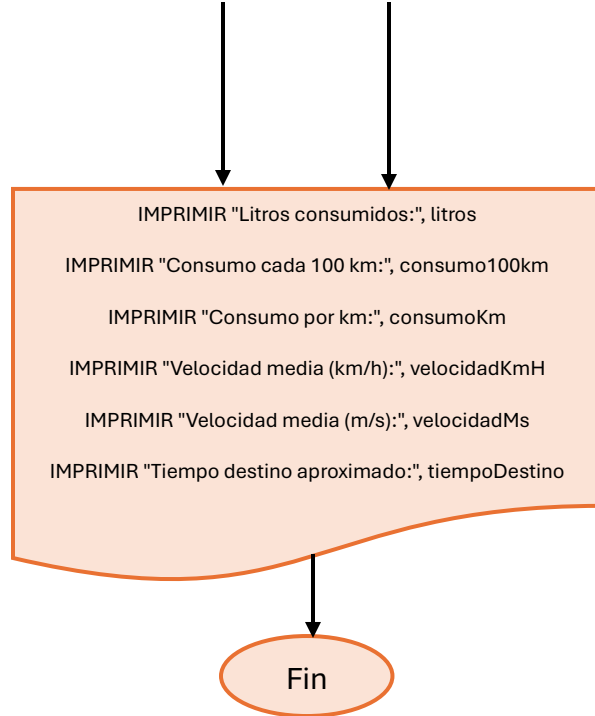 IMPRIMIR "Litros consumidos:", litros
IMPRIMIR "Consumo cada 100 km:", consumo100km
IMPRIMIR "Consumo por km:", consumoKm
IMPRIMIR "Velocidad media (km/h):", velocidadKmH
IMPRIMIR "Velocidad media (m/s):", velocidadMs
IMPRIMIR "Tiempo destino aproximado:", tiempoDestino
Fin